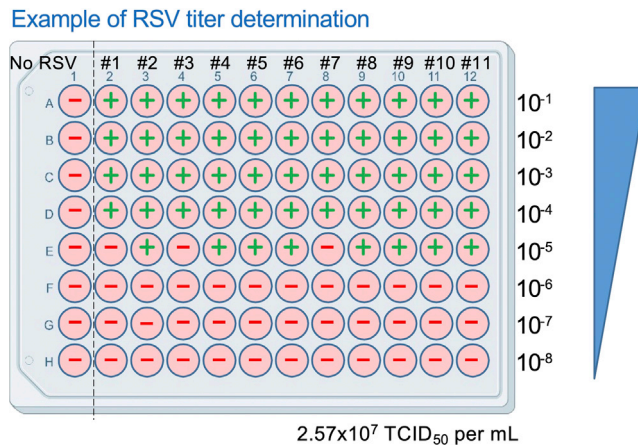 Example of RSV titer determination
No RSV #1 #2 #3 #4 #5 #6 #7 #8 #9 #10 #11
1 2 3 4 5 6 7 8 9 10 11 12
A - + + + + + + + + + + + 10⁻¹
B - + + + + + + + + + + + 10⁻²
C - + + + + + + + + + + + 10⁻³
D - + + + + + + + + + + + 10⁻⁴
E - - + - + + + - + + + + 10⁻⁵
F - - - - - - - - - - - - 10⁻⁶
G - - - - - - - - - - - - 10⁻⁷
H - - - - - - - - - - - - 10⁻⁸
2.57x10⁷ TCID₅₀ per mL